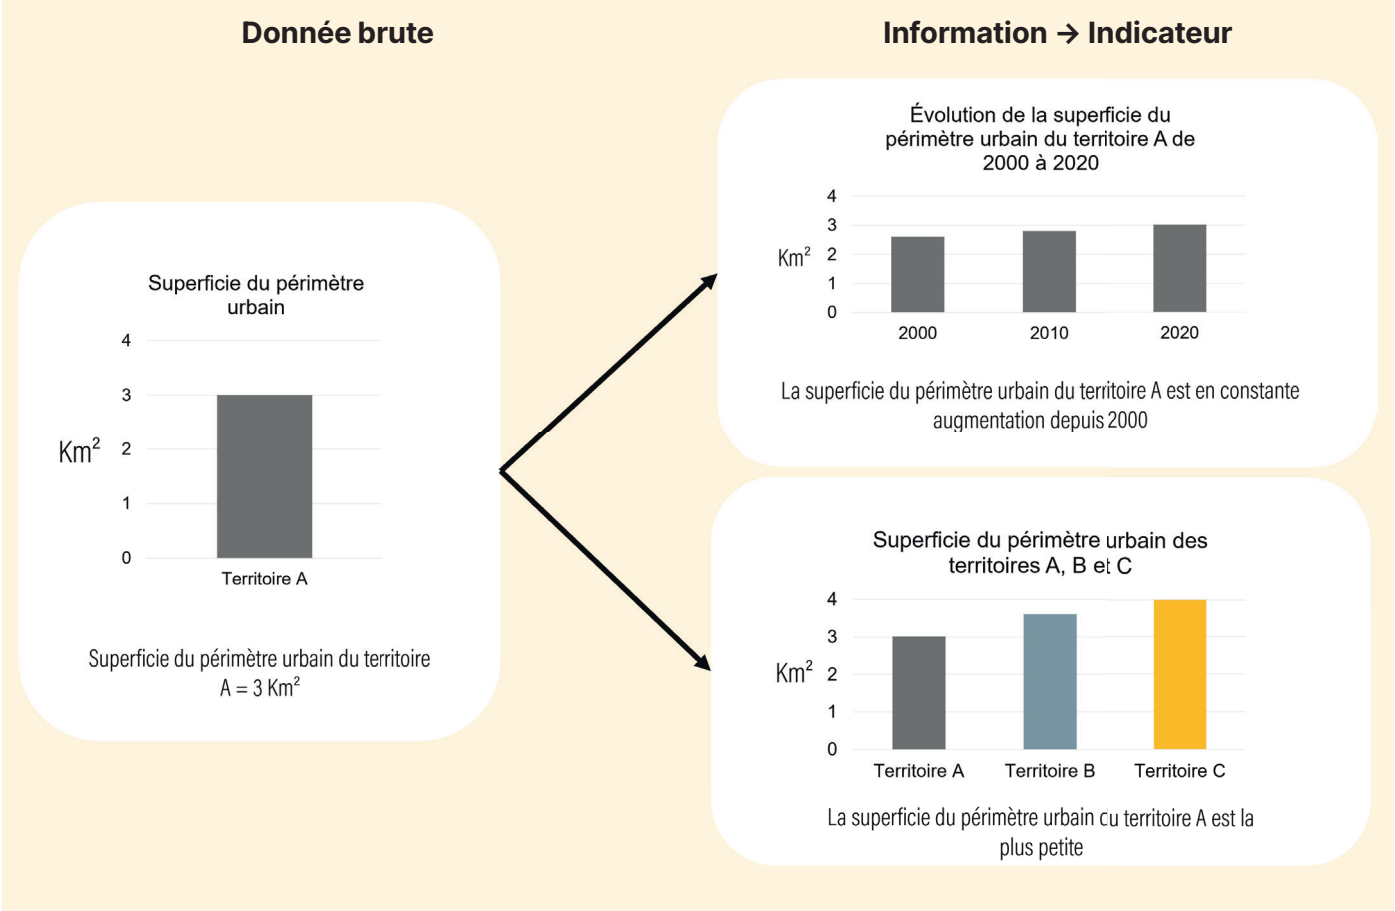 Donnée brute
Information → Indicateur
Superficie du périmètre
urbain
4
3
Km²
2
1
0
Territoire A
Superficie du périmètre urbain du territoire
A = 3 Km²
Évolution de la superficie du
périmètre urbain du territoire A de
2000 à 2020
4
3
Km²
2
1
0
2000
2010
2020
La superficie du périmètre urbain du territoire A est en constante
augmentation depuis 2000
Superficie du périmètre urbain des
territoires A, B et C
4
3
Km²
2
1
0
Territoire A
Territoire B
Territoire C
La superficie du périmètre urbain du territoire A est la
plus petite